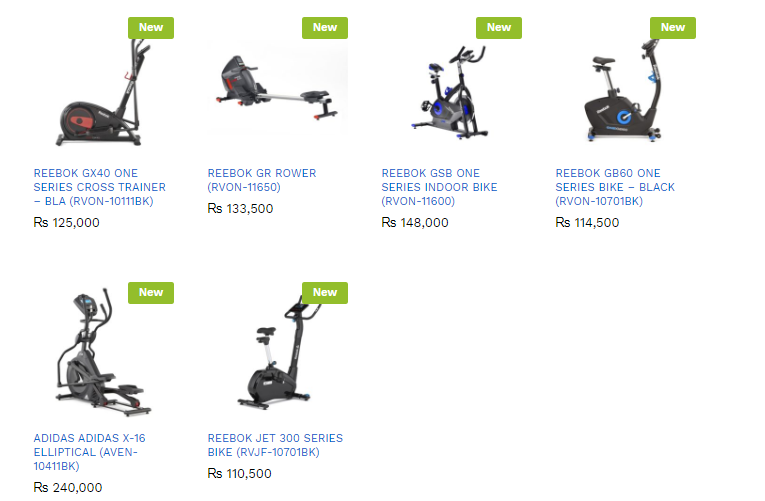 New
New
New
New
REEBOK GX40 ONE
SERIES CROSS TRAINER
– BLA (RVON-10111BK)
₨ 125,000
REEBOK GR ROWER
(RVON-11650)
₨ 133,500
REEBOK GSB ONE
SERIES INDOOR BIKE
(RVON-11600)
₨ 148,000
REEBOK GB60 ONE
SERIES BIKE – BLACK
(RVON-10701BK)
₨ 114,500
New
New
ADIDAS ADIDAS X-16
ELLIPTICAL (AVEN-
10411BK)
₨ 240,000
REEBOK JET 300 SERIES
BIKE (RVJF-10701BK)
₨ 110,500